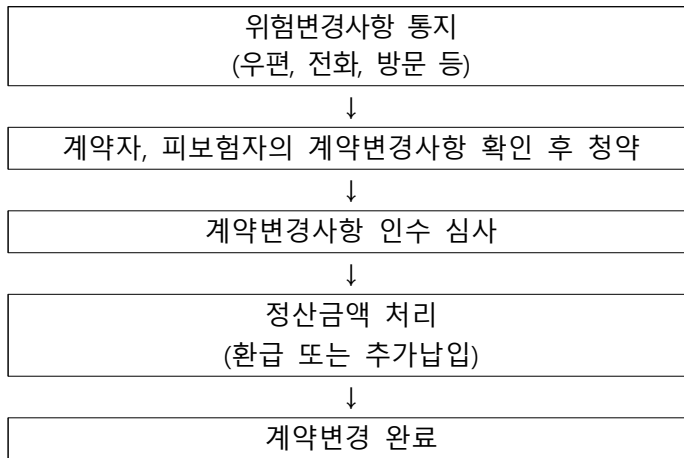 위험변경사항 통지
(우편, 전화, 방문 등)
↓
계약자, 피보험자의 계약변경사항 확인 후 청약
↓
계약변경사항 인수 심사
↓
정산금액 처리
(환급 또는 추가납입)
↓
계약변경 완료